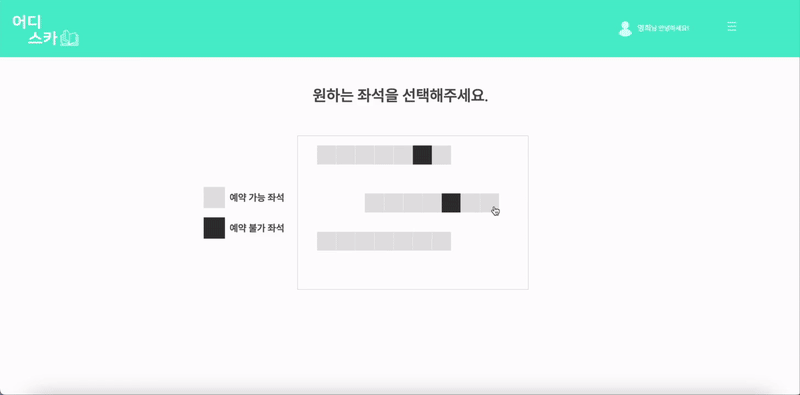 어디
스카
영희님 안녕하세요!
원하는 좌석을 선택해주세요.
예약 가능 좌석
예약 불가 좌석